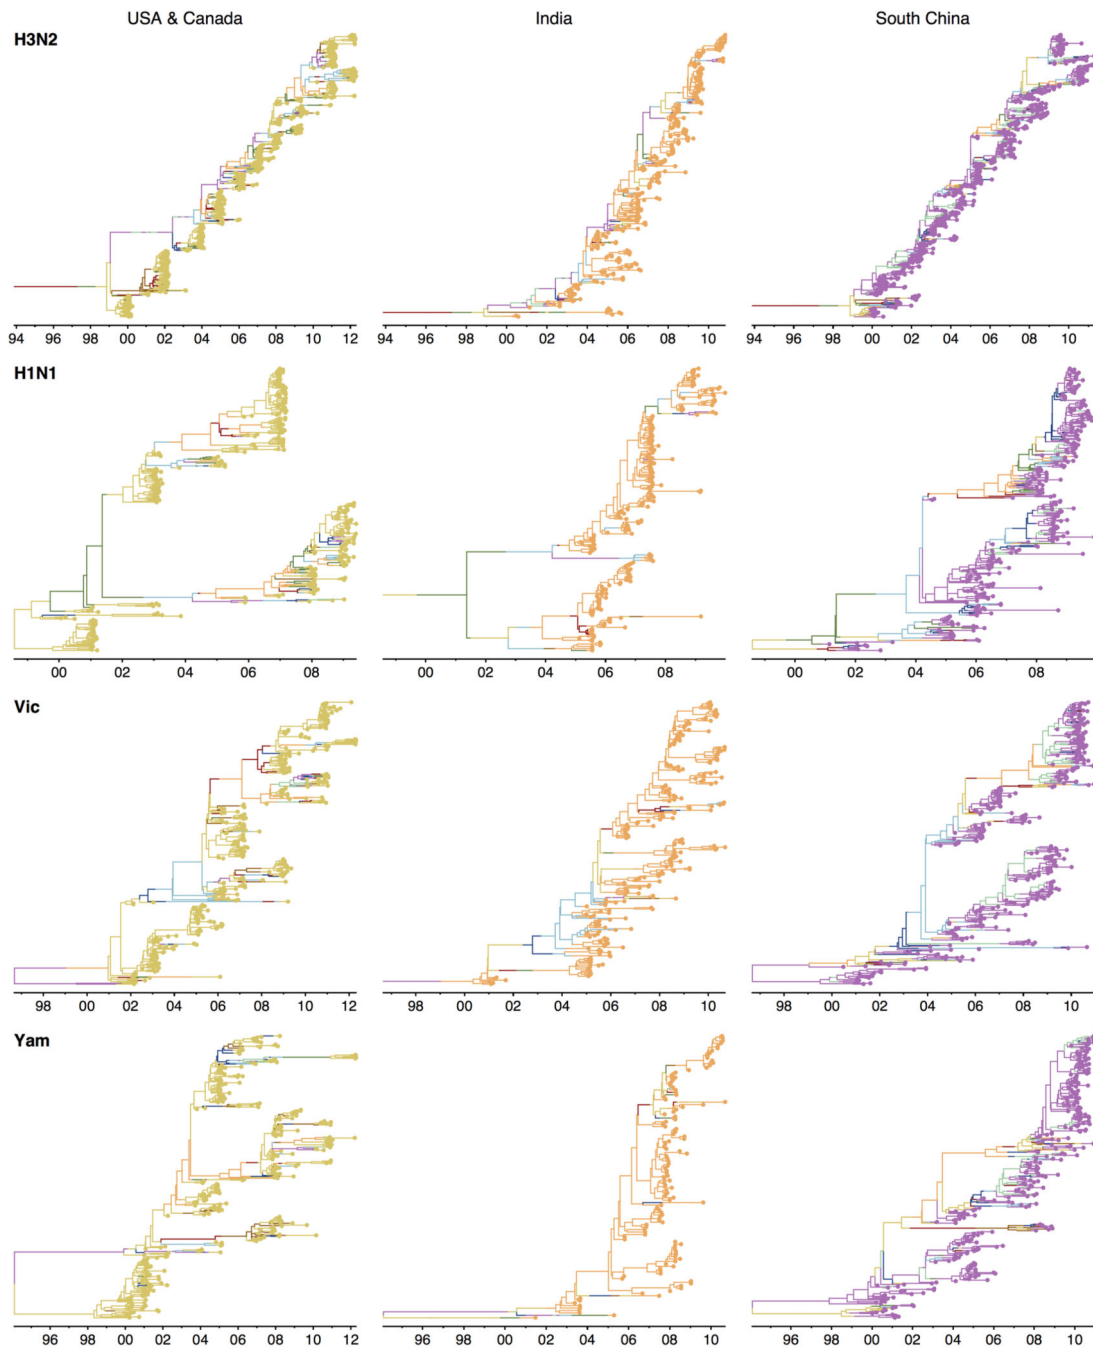 USA & Canada India South China
H3N2
94 96 98 00 02 04 06 08 10 12 94 96 98 00 02 04 06 08 10 94 96 98 00 02 04 06 08 10
H1N1
00 02 04 06 08 00 02 04 06 08 00 02 04 06 08
Vic
98 00 02 04 06 08 10 12 98 00 02 04 06 08 10 98 00 02 04 06 08 10
Yam
96 98 00 02 04 06 08 10 12 96 98 00 02 04 06 08 10 96 98 00 02 04 06 08 10